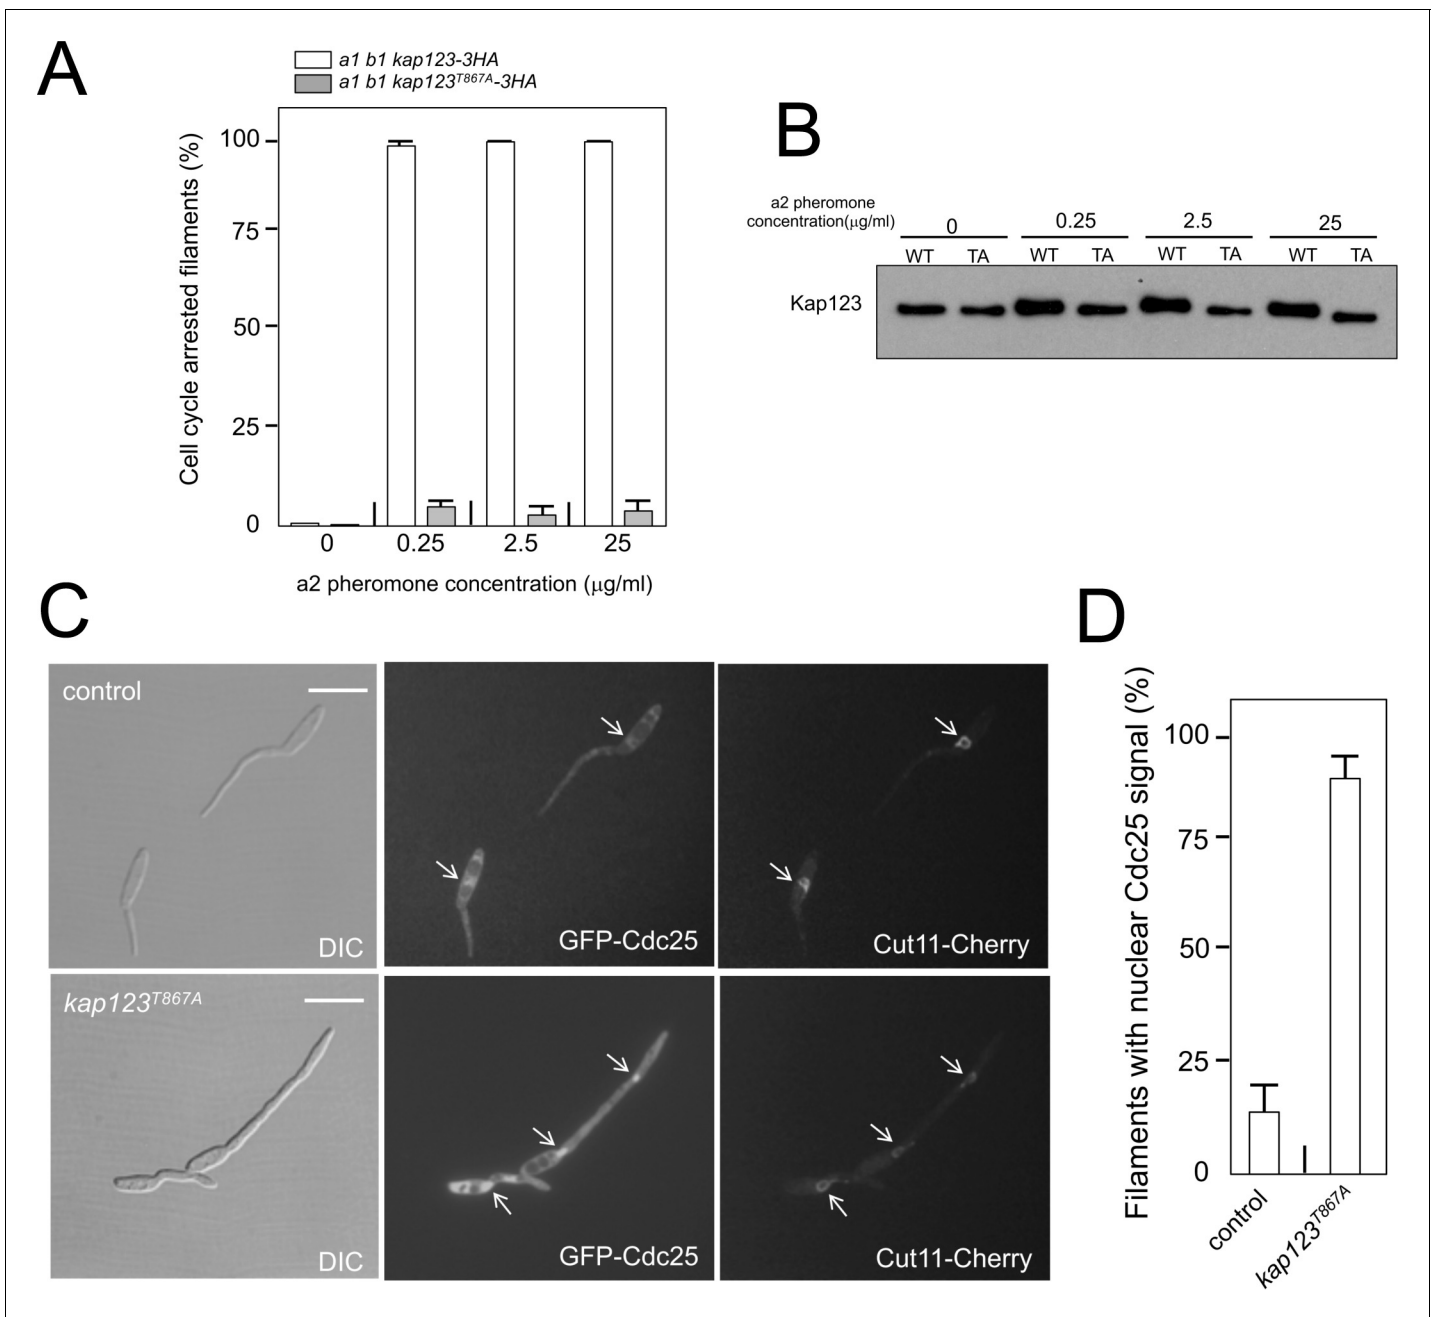 A
a1 b1 kap123-3HA
a1 b1 kap123T867A-3HA
Cell cycle arrested filaments (%)
100
75
50
25
0
0 0.25 2.5 25
a2 pheromone concentration (μg/ml)
B
a2 pheromone
concentration(μg/ml)
0 0.25 2.5 25
WT TA WT TA WT TA WT TA
Kap123
C
control
DIC
GFP-Cdc25
Cut11-Cherry
kap123T867A
DIC
GFP-Cdc25
Cut11-Cherry
D
Filaments with nuclear Cdc25 signal (%)
100
75
50
25
0
control
kap123T867A